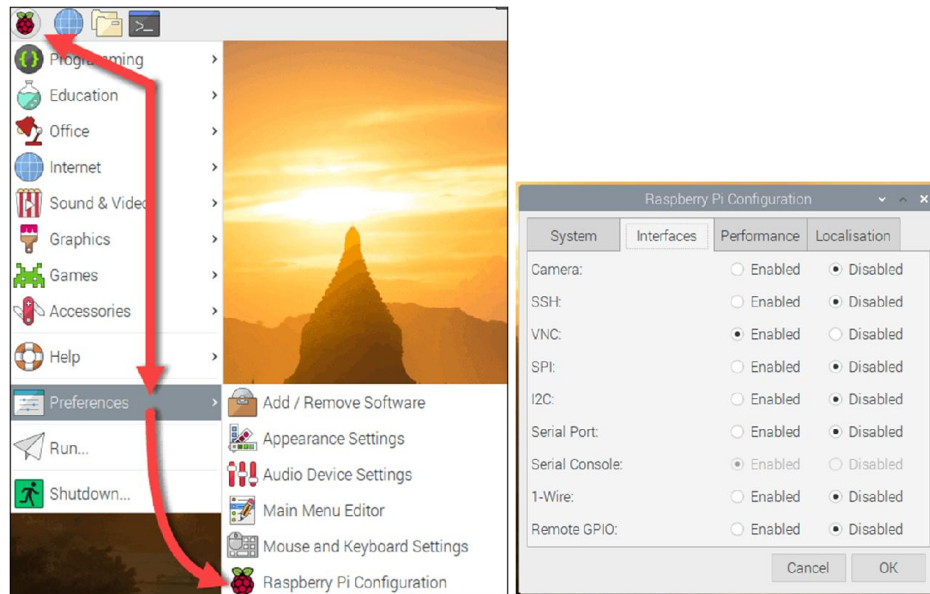 Programming
Education
Office
Internet
Sound & Video
Graphics
Games
Accessories
Help
Preferences
Run...
Shutdown...
Add / Remove Software
Appearance Settings
Audio Device Settings
Main Menu Editor
Mouse and Keyboard Settings
Raspberry Pi Configuration
Raspberry Pi Configuration
System Interfaces Performance Localisation
Camera: Enabled Disabled
SSH: Enabled Disabled
VNC: Enabled Disabled
SPI: Enabled Disabled
I2C: Enabled Disabled
Serial Port: Enabled Disabled
Serial Console: Enabled Disabled
1-Wire: Enabled Disabled
Remote GPIO: Enabled Disabled
Cancel OK